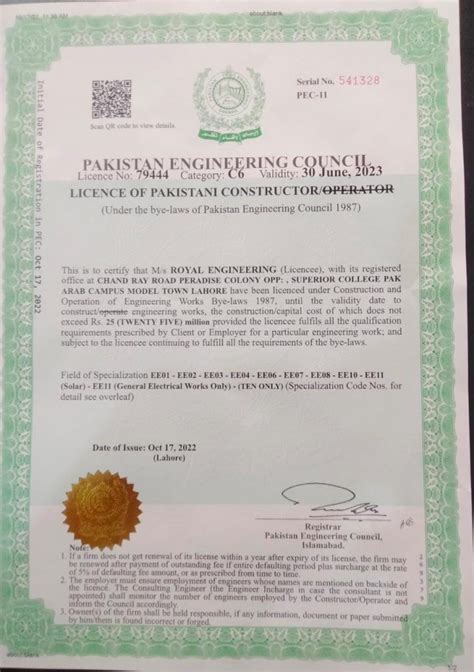 about:blank
Serial No. 541328
PEC-11
Scan QR code to view details.
Initial Date of Registration in PEC: Oct 17, 2022
PAKISTAN ENGINEERING COUNCIL
Licence No: 79444 Category: C6 Validity: 30 June, 2023
LICENCE OF PAKISTANI CONSTRUCTOR/OPERATOR
(Under the bye-laws of Pakistan Engineering Council 1987)
This is to certify that M/s ROYAL ENGINEERING (Licencee), with its registered
office at CHAND RAY ROAD PERADISE COLONY OPP: , SUPERIOR COLLEGE PAK
ARAB CAMPUS MODEL TOWN LAHORE have been licenced under Construction and
Operation of Engineering Works Bye-laws 1987, until the validity date to
construct/operate engineering works, the construction/capital cost of which does not
exceed Rs. 25 (TWENTY FIVE) million provided the licencee fulfils all the qualification
requirements prescribed by Client or Employer for a particular engineering work; and
subject to the licencee continuing to fulfill all the requirements of the bye-laws.
Field of Specialization EE01 - EE02 - EE03 - EE04 - EE06 - EE07 - EE08 - EE10 - EE11
(Solar) - EE11 (General Electrical Works Only) - (TEN ONLY) (Specialization Code Nos. for
detail see overleaf)
Date of Issue: Oct 17, 2022
(Lahore)
Registrar
Pakistan Engineering Council,
Islamabad.
Note:
1. If a firm does not get renewal of its license within a year after expiry of its license, the firm may
be renewed after payment of outstanding fee if entire defaulting period plus surcharge at the rate
of 5% of defaulting fee amount, or as prescribed from time to time.
2. The employer must ensure employment of engineers whose names are mentioned on backside of
the licence. The Consulting Engineer (the Engineer Incharge in case the consultant is not
appointed) shall monitor the number of engineers employed by the Constructor/Operator and
inform the Council accordingly.
3. Owner(s) of the firm shall be held responsible, if any information, document or paper submitted
by him/them is found incorrect or forged.
about:blank